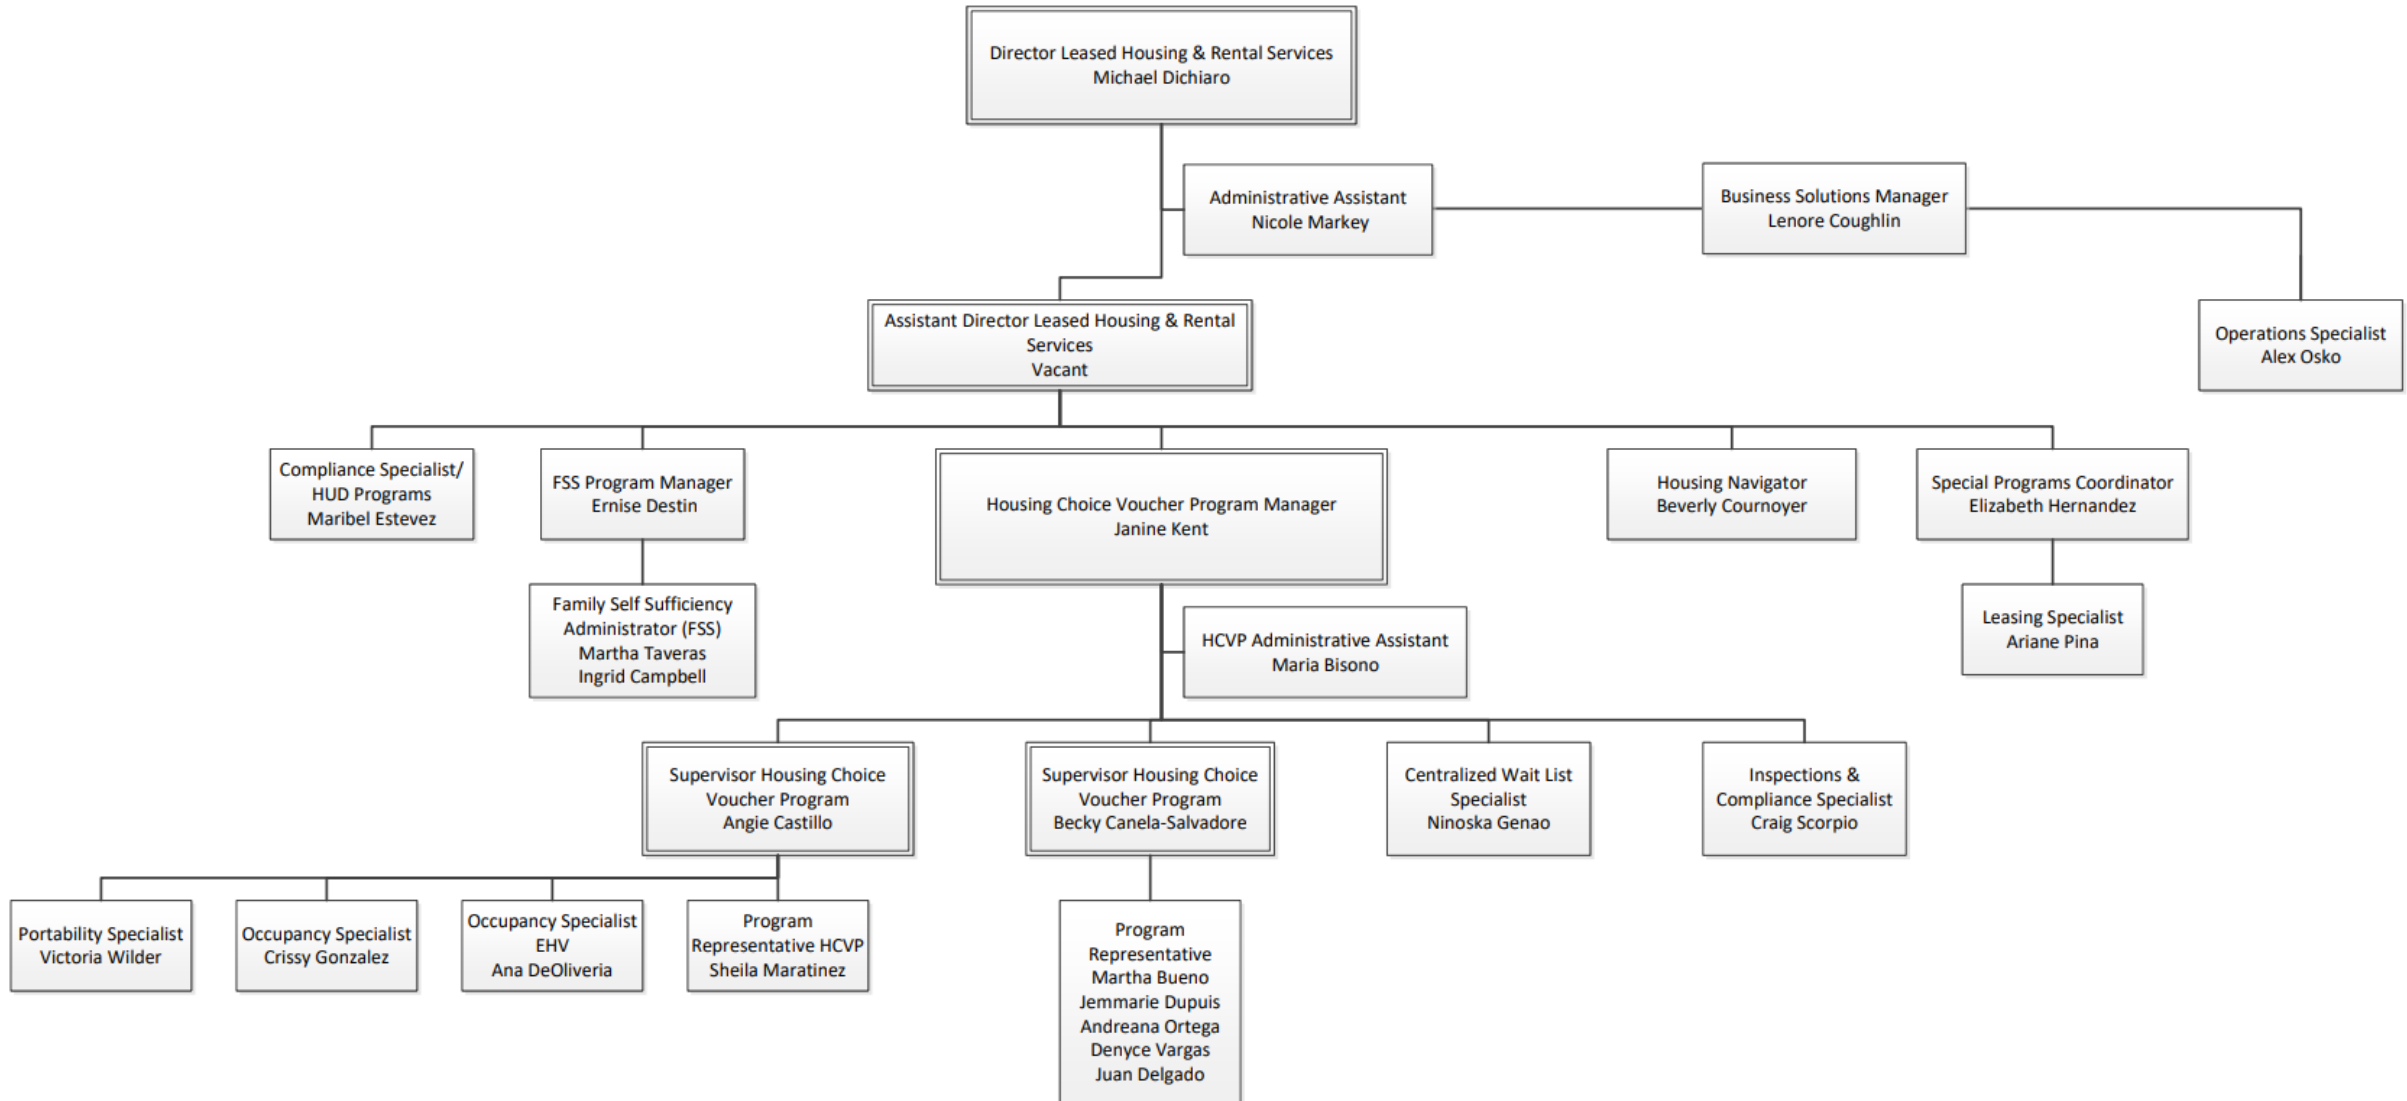 Director Leased Housing & Rental Services
Michael Dichiaro
Administrative Assistant
Nicole Markey
Business Solutions Manager
Lenore Coughlin
Assistant Director Leased Housing & Rental
Services
Vacant
Operations Specialist
Alex Osko
Compliance Specialist/
HUD Programs
Maribel Estevez
FSS Program Manager
Ernise Destin
Housing Choice Voucher Program Manager
Janine Kent
Housing Navigator
Beverly Cournoyer
Special Programs Coordinator
Elizabeth Hernandez
Family Self Sufficiency
Administrator (FSS)
Martha Taveras
Ingrid Campbell
HCVP Administrative Assistant
Maria Bisono
Leasing Specialist
Ariane Pina
Supervisor Housing Choice
Voucher Program
Angie Castillo
Supervisor Housing Choice
Voucher Program
Becky Canela-Salvadore
Centralized Wait List
Specialist
Ninoska Genao
Inspections &
Compliance Specialist
Craig Scorpio
Portability Specialist
Victoria Wilder
Occupancy Specialist
Crissy Gonzalez
Occupancy Specialist
EHV
Ana DeOliveria
Program
Representative HCVP
Sheila Maratinez
Program
Representative
Martha Bueno
Jemmarie Dupuis
Andreana Ortega
Denyce Vargas
Juan Delgado